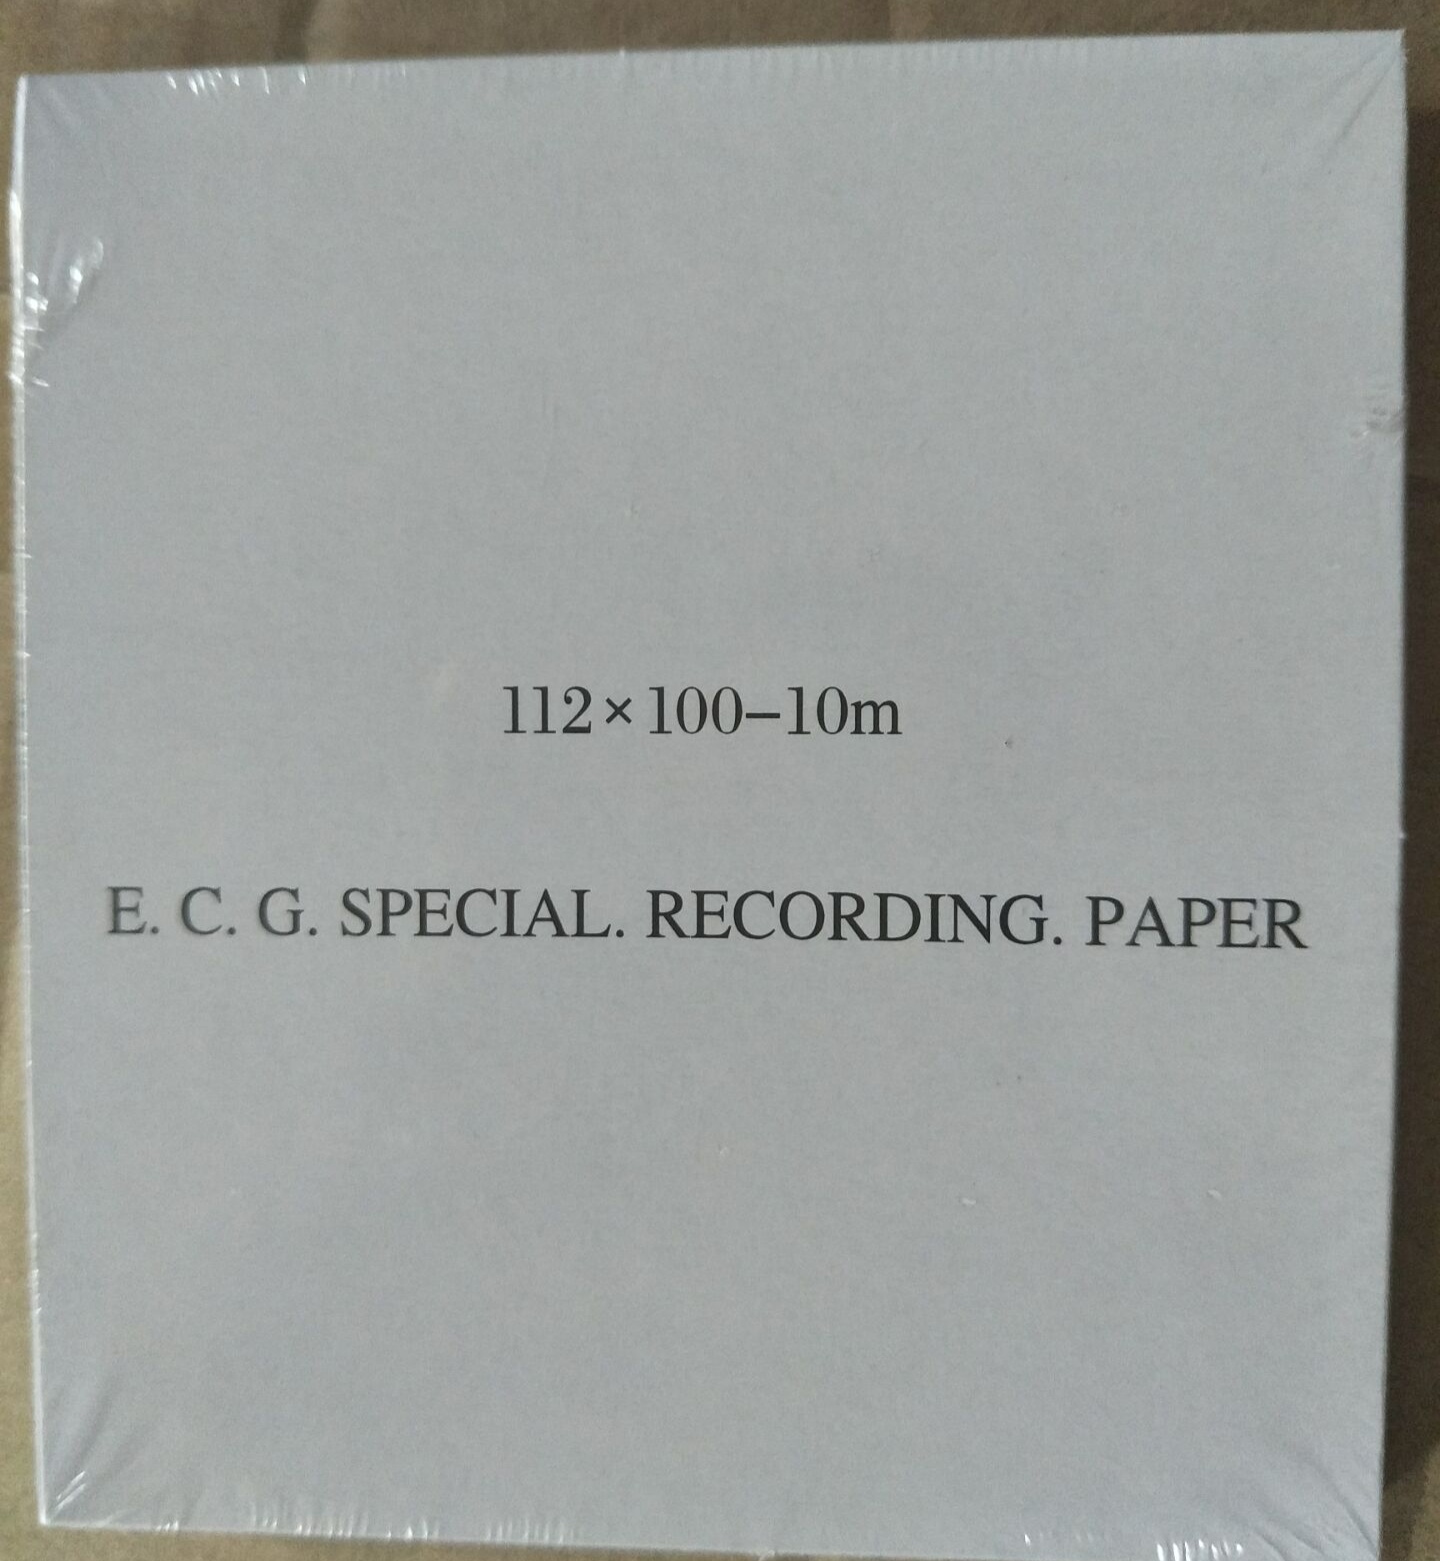 112×100–10m
E. C. G. SPECIAL. RECORDING. PAPER